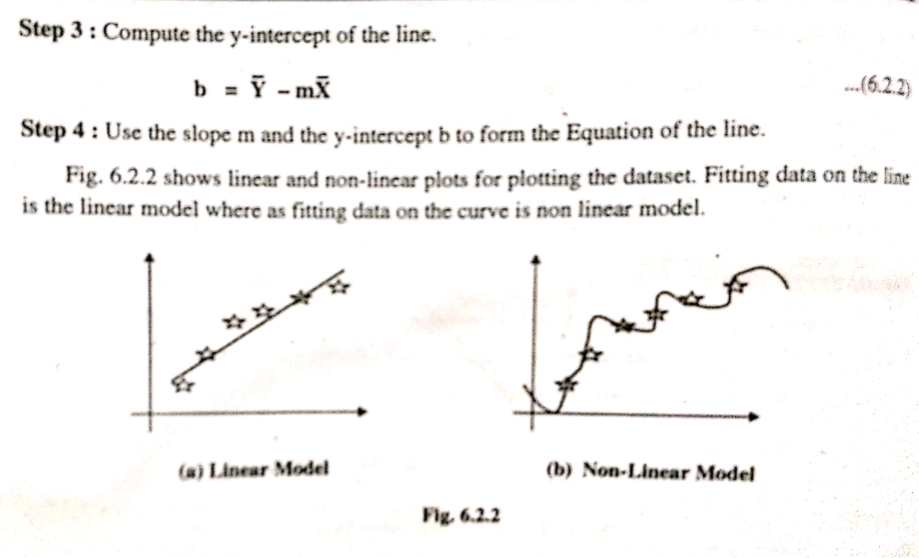 Step 3 : Compute the y-intercept of the line.
b = Ȳ – mX̄ ...(6.2.2)
Step 4 : Use the slope m and the y-intercept b to form the Equation of the line.
Fig. 6.2.2 shows linear and non-linear plots for plotting the dataset. Fitting data on the line
is the linear model where as fitting data on the curve is non linear model.
(a) Linear Model
(b) Non-Linear Model
Fig. 6.2.2